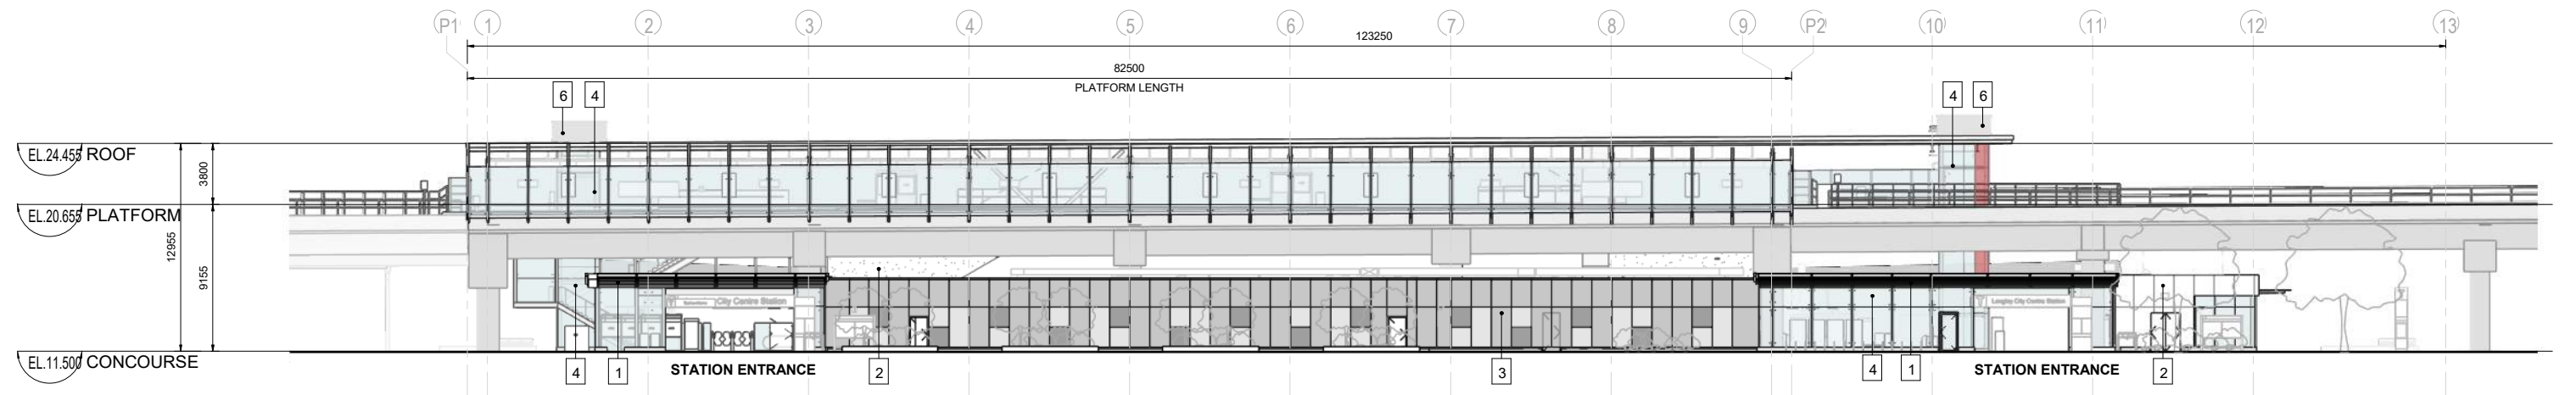 P1 1 2 3 4 5 6 7 8 9 P2 10 11 12 13
123250
82500
PLATFORM LENGTH
6 4 4 6
EL.24.455 ROOF
3800
EL.20.655 PLATFORM
12955
9155
City Centre Station
Langley City Centre Station
EL.11.500 CONCOURSE
4 1 STATION ENTRANCE 2 3 4 1 STATION ENTRANCE 2